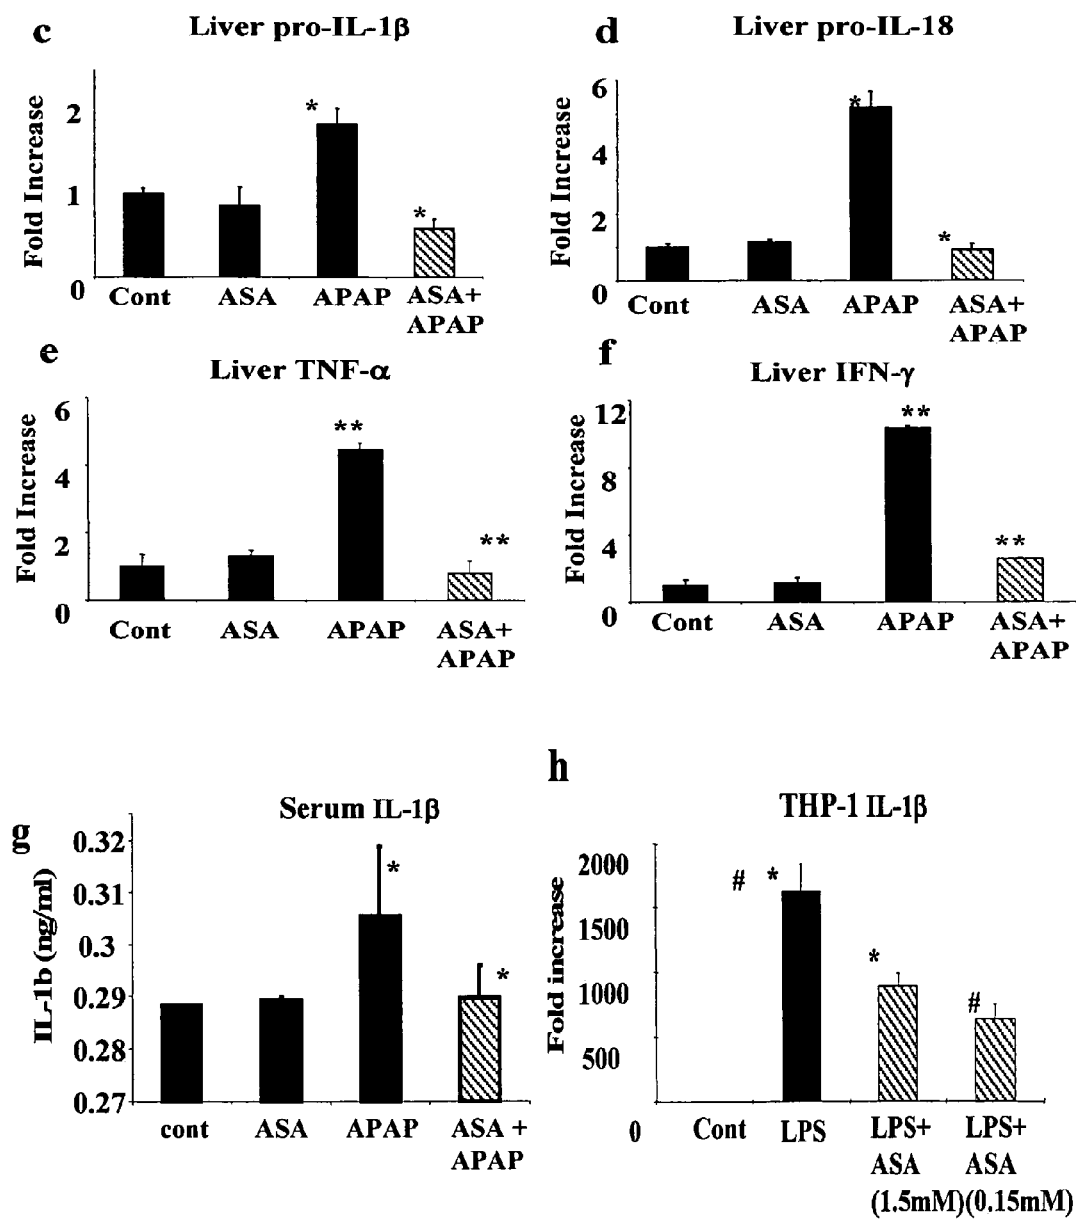 c
Liver pro-IL-1β
Fold Increase
2
1
0
*
*
Cont ASA APAP ASA+
APAP
d
Liver pro-IL-18
Fold Increase
6
4
2
0
*
*
Cont ASA APAP ASA+
APAP
e
Liver TNF-α
Fold Increase
6
4
2
0
**
**
Cont ASA APAP ASA+
APAP
f
Liver IFN-γ
Fold Increase
12
8
4
0
**
**
Cont ASA APAP ASA+
APAP
g
Serum IL-1β
IL-1b (ng/ml)
0.32
0.31
0.3
0.29
0.28
0.27
*
*
cont ASA APAP ASA +
APAP
h
THP-1 IL-1β
Fold increase
2000
1500
1000
500
0
# *
*
#
Cont LPS LPS+ LPS+
ASA ASA
(1.5mM)(0.15mM)